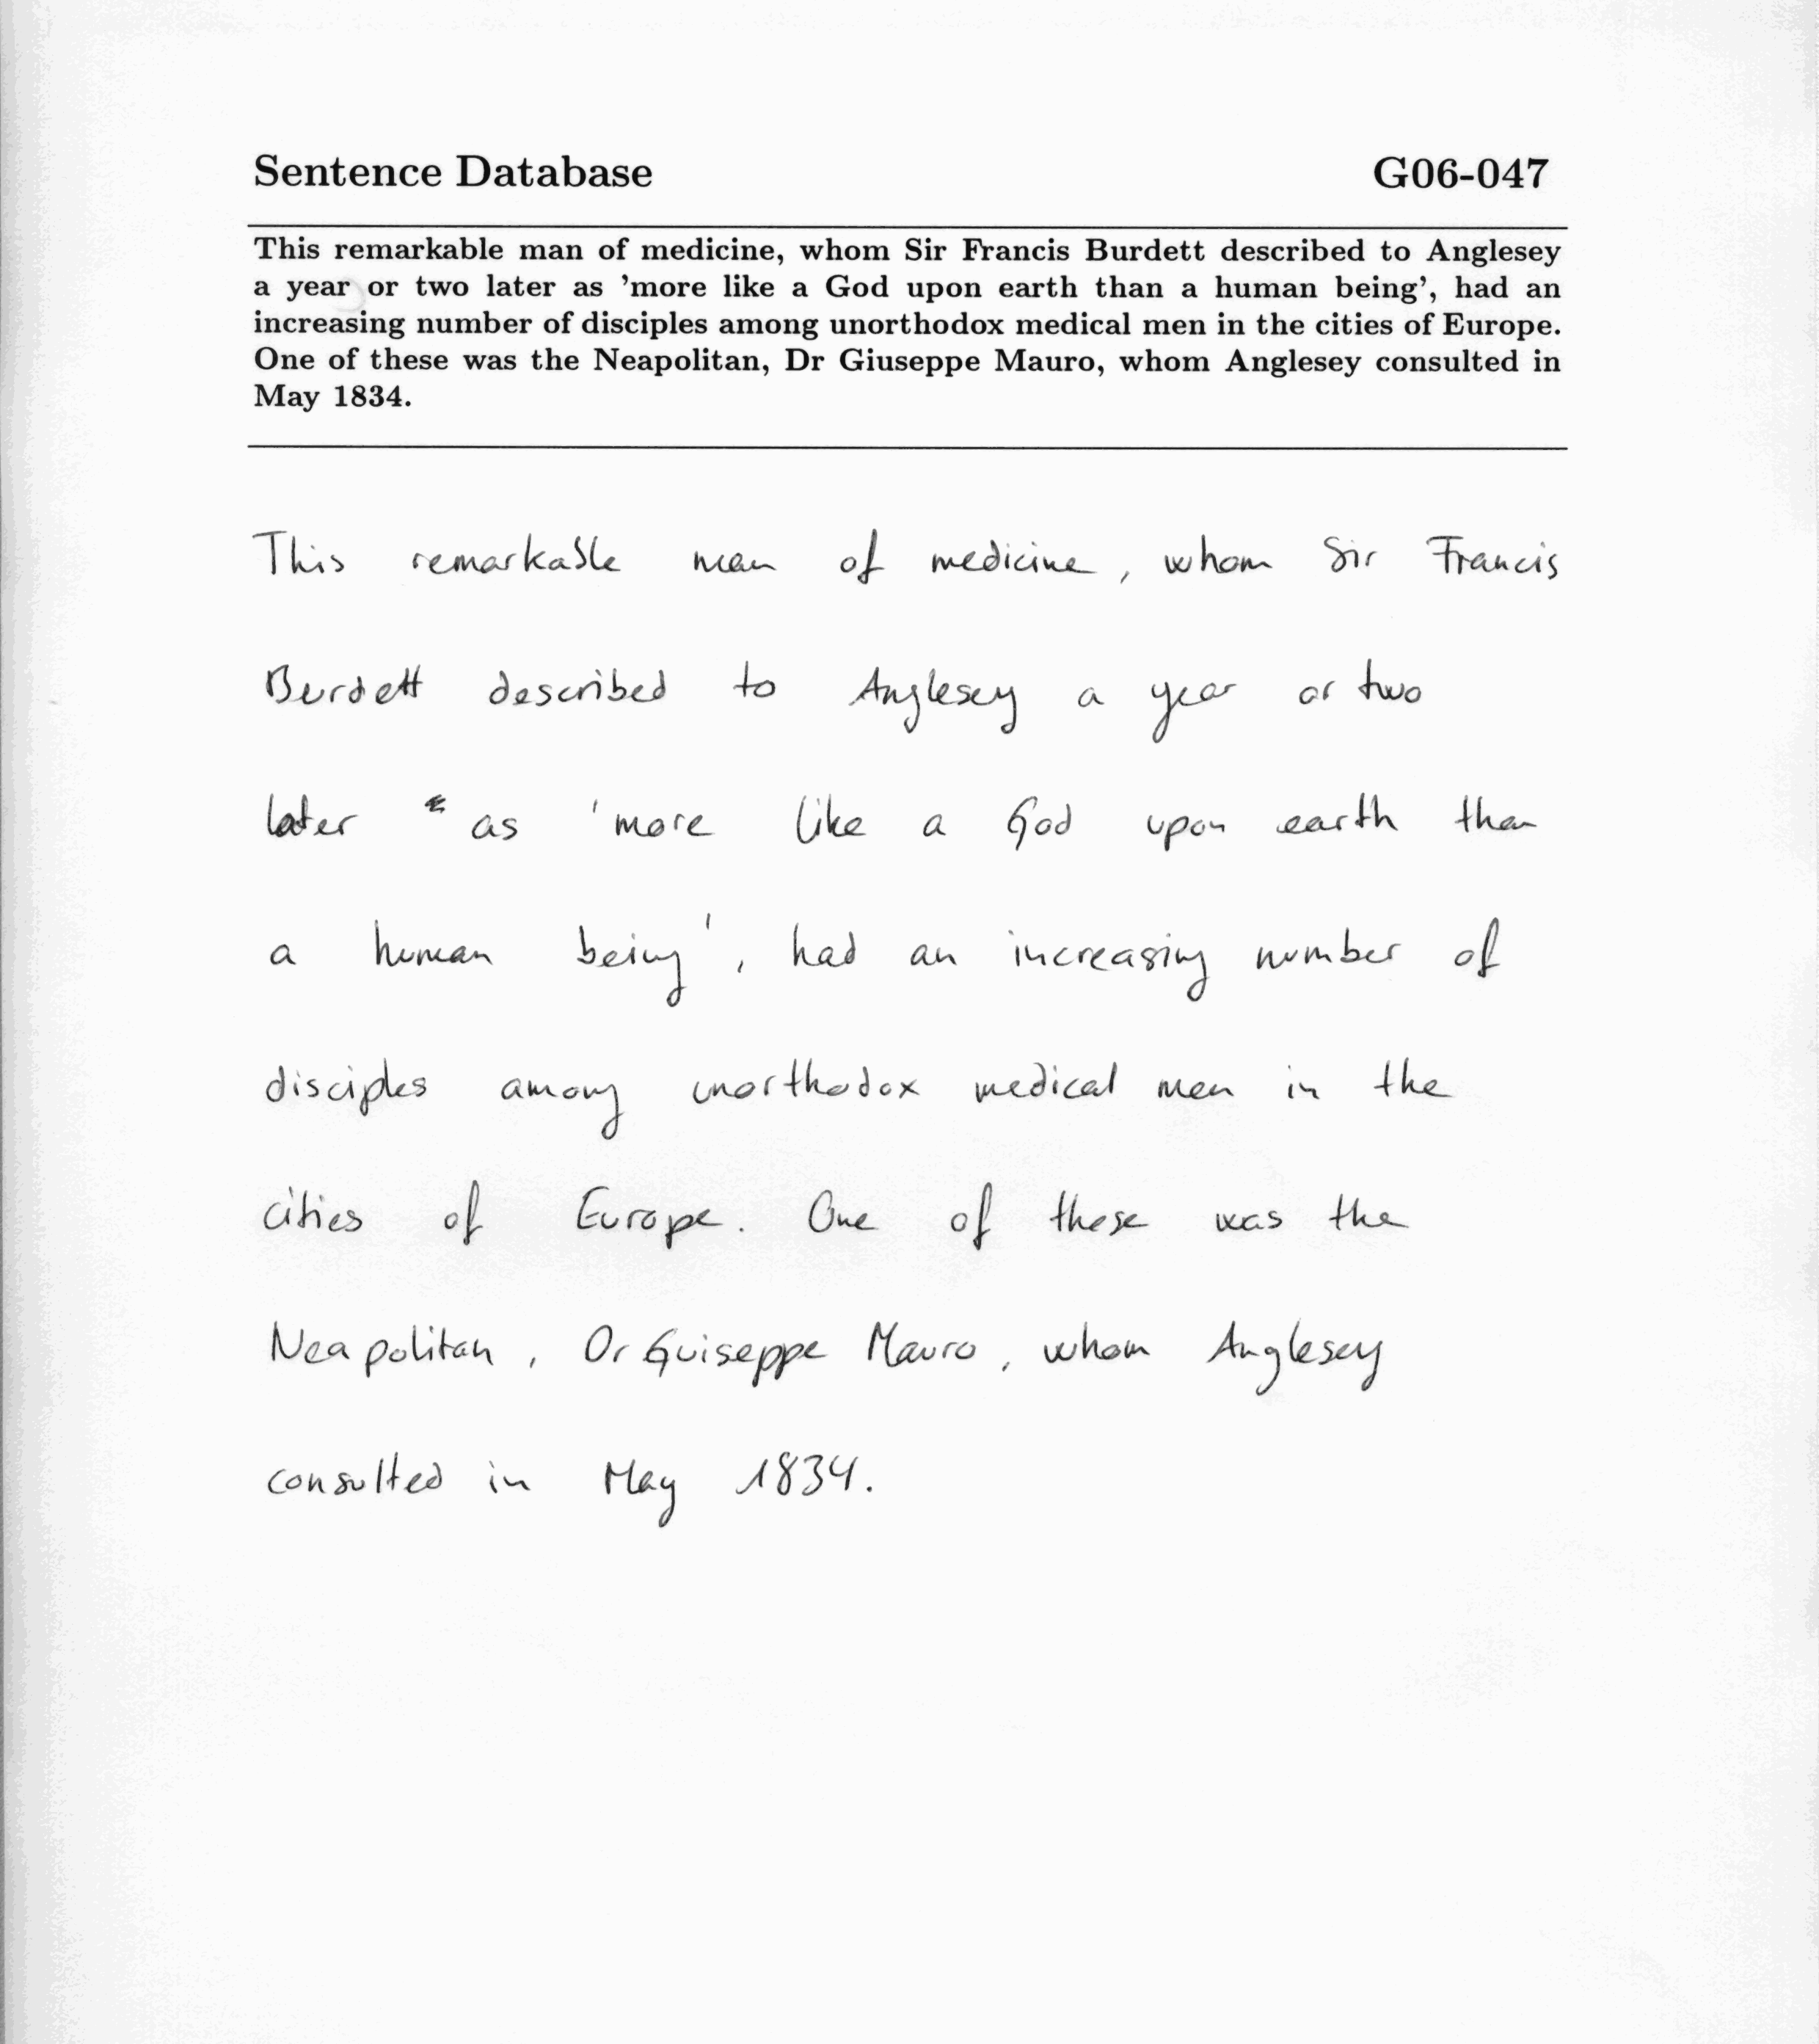 Sentence Database G06-047
This remarkable man of medicine, whom Sir Francis Burdett described to Anglesey
a year or two later as 'more like a God upon earth than a human being', had an
increasing number of disciples among unorthodox medical men in the cities of Europe.
One of these was the Neapolitan, Dr Giuseppe Mauro, whom Anglesey consulted in
May 1834.
This remarkable man of medicine, whom Sir Francis
Burdett described to Anglesey a year or two
later as 'more like a God upon earth than
a human being', had an increasing number of
disciples among unorthodox medical men in the
cities of Europe. One of these was the
Neapolitan, Dr Guiseppe Mauro, whom Anglesey
consulted in May 1834.